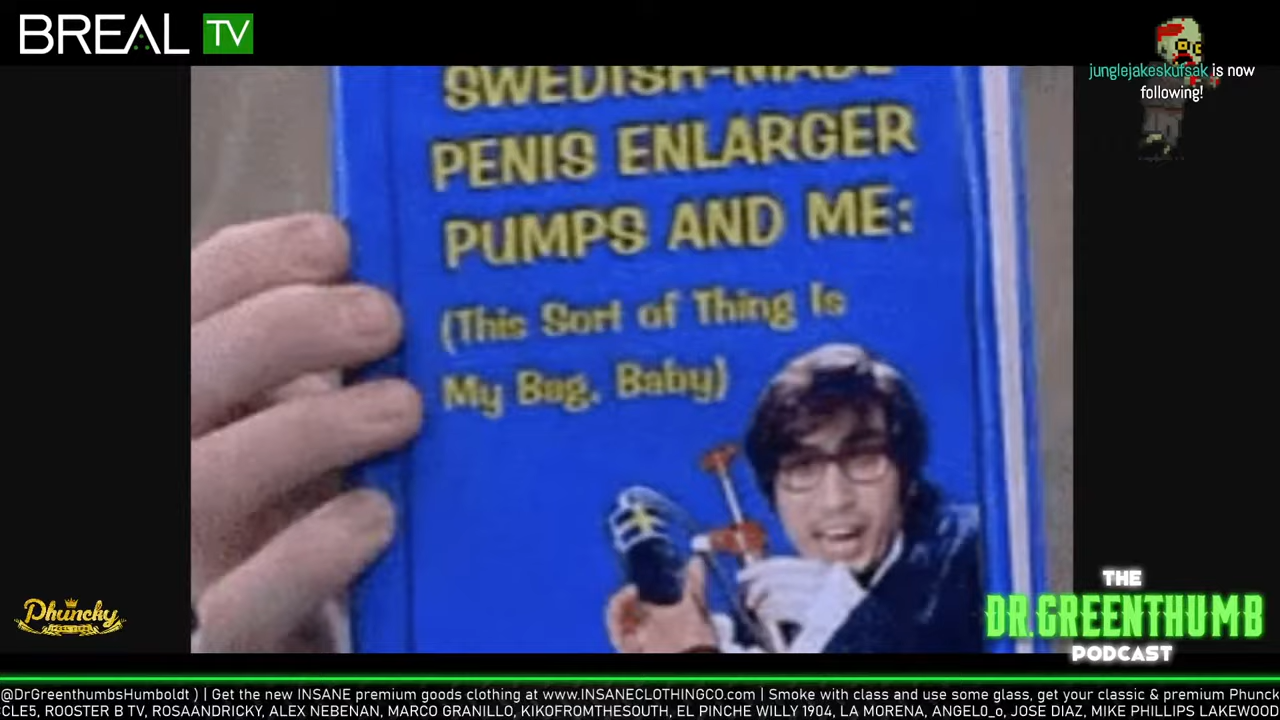 BREAL TV
junglejakeskufsak is now
following!
SWEDISH-MADE
PENIS ENLARGER
PUMPS AND ME:
(This Sort of Thing Is
My Bag, Baby)
Phuncky
THE
DR.GREENTHUMB
PODCAST
@DrGreenthumbsHumboldt ) | Get the new INSANE premium goods clothing at www.INSANECLOTHINGCO.com | Smoke with class and use some glass, get your classic & premium Phunck
CLE5, ROOSTER B TV, ROSAANDRICKY, ALEX NEBENAN, MARCO GRANILLO, KIKOFROMTHESOUTH, EL PINCHE WILLY 1904, LA MORENA, ANGEL0_o, JOSE DIAZ, MIKE PHILLIPS LAKEWOOD